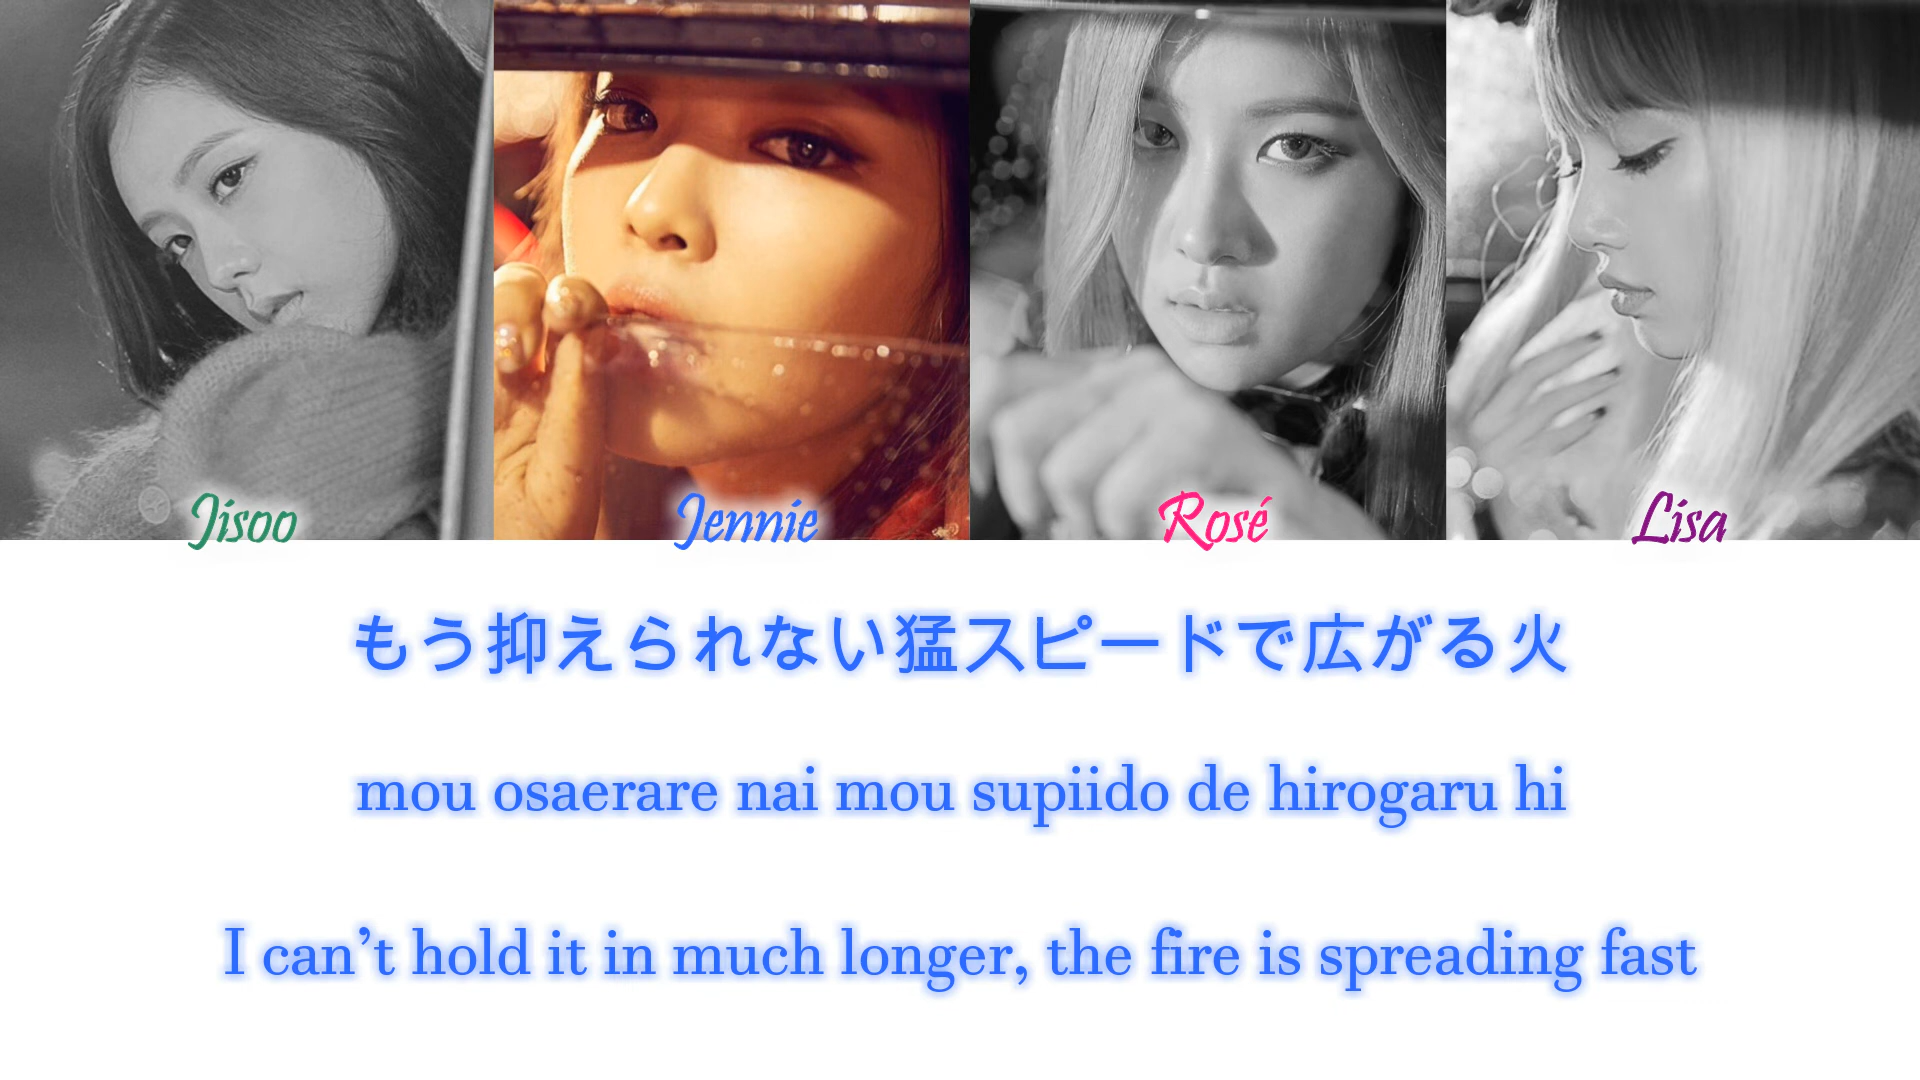 Jisoo Jennie Rosé Lisa
もう抑えられない猛スピードで広がる火
mou osaerare nai mou supiido de hirogaru hi
I can’t hold it in much longer, the fire is spreading fast